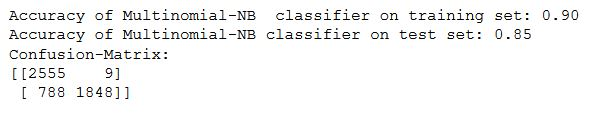 Accuracy of Multinomial-NB  classifier on training set: 0.90
Accuracy of Multinomial-NB classifier on test set: 0.85
Confusion-Matrix:
[[2555    9]
 [ 788 1848]]